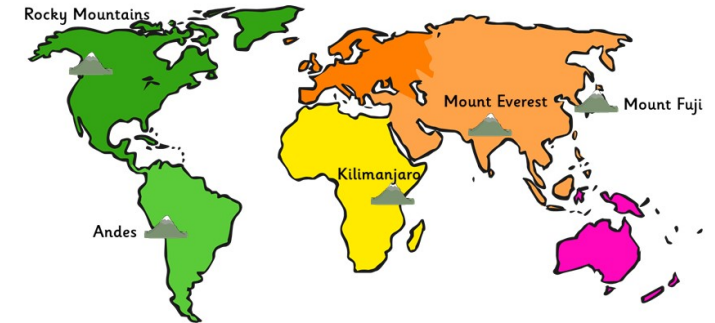 Rocky Mountains
Mount Everest
Mount Fuji
Kilimanjaro
Andes